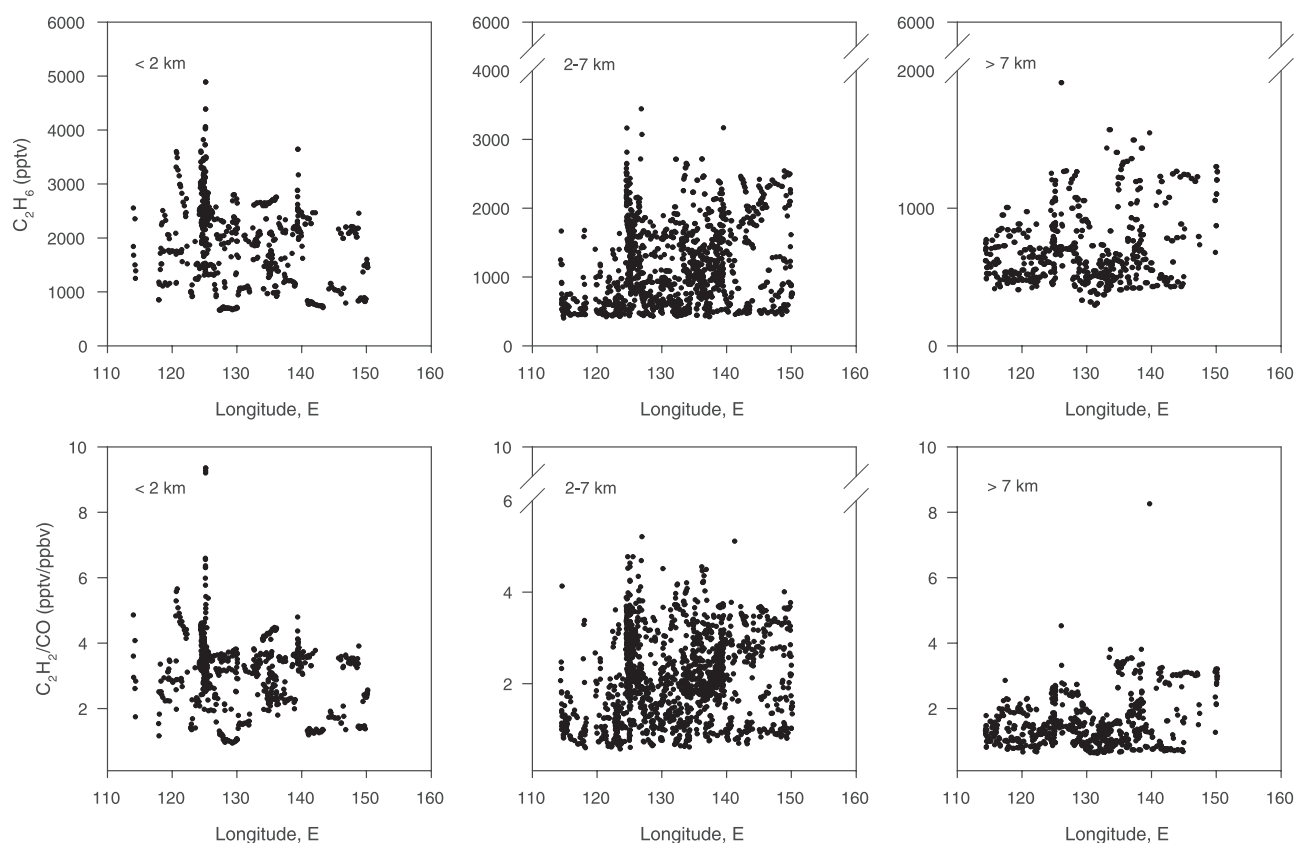 6000
5000
4000
3000
2000
1000
0
C2H6 (pptv)
< 2 km
110 120 130 140 150 160
Longitude, E
6000
4000
3000
2000
1000
0
2-7 km
110 120 130 140 150 160
Longitude, E
6000
2000
1000
0
> 7 km
110 120 130 140 150 160
Longitude, E
10
8
6
4
2
C2H2/CO (pptv/ppbv)
< 2 km
110 120 130 140 150 160
Longitude, E
10
6
4
2
2-7 km
110 120 130 140 150 160
Longitude, E
10
8
6
4
2
> 7 km
110 120 130 140 150 160
Longitude, E